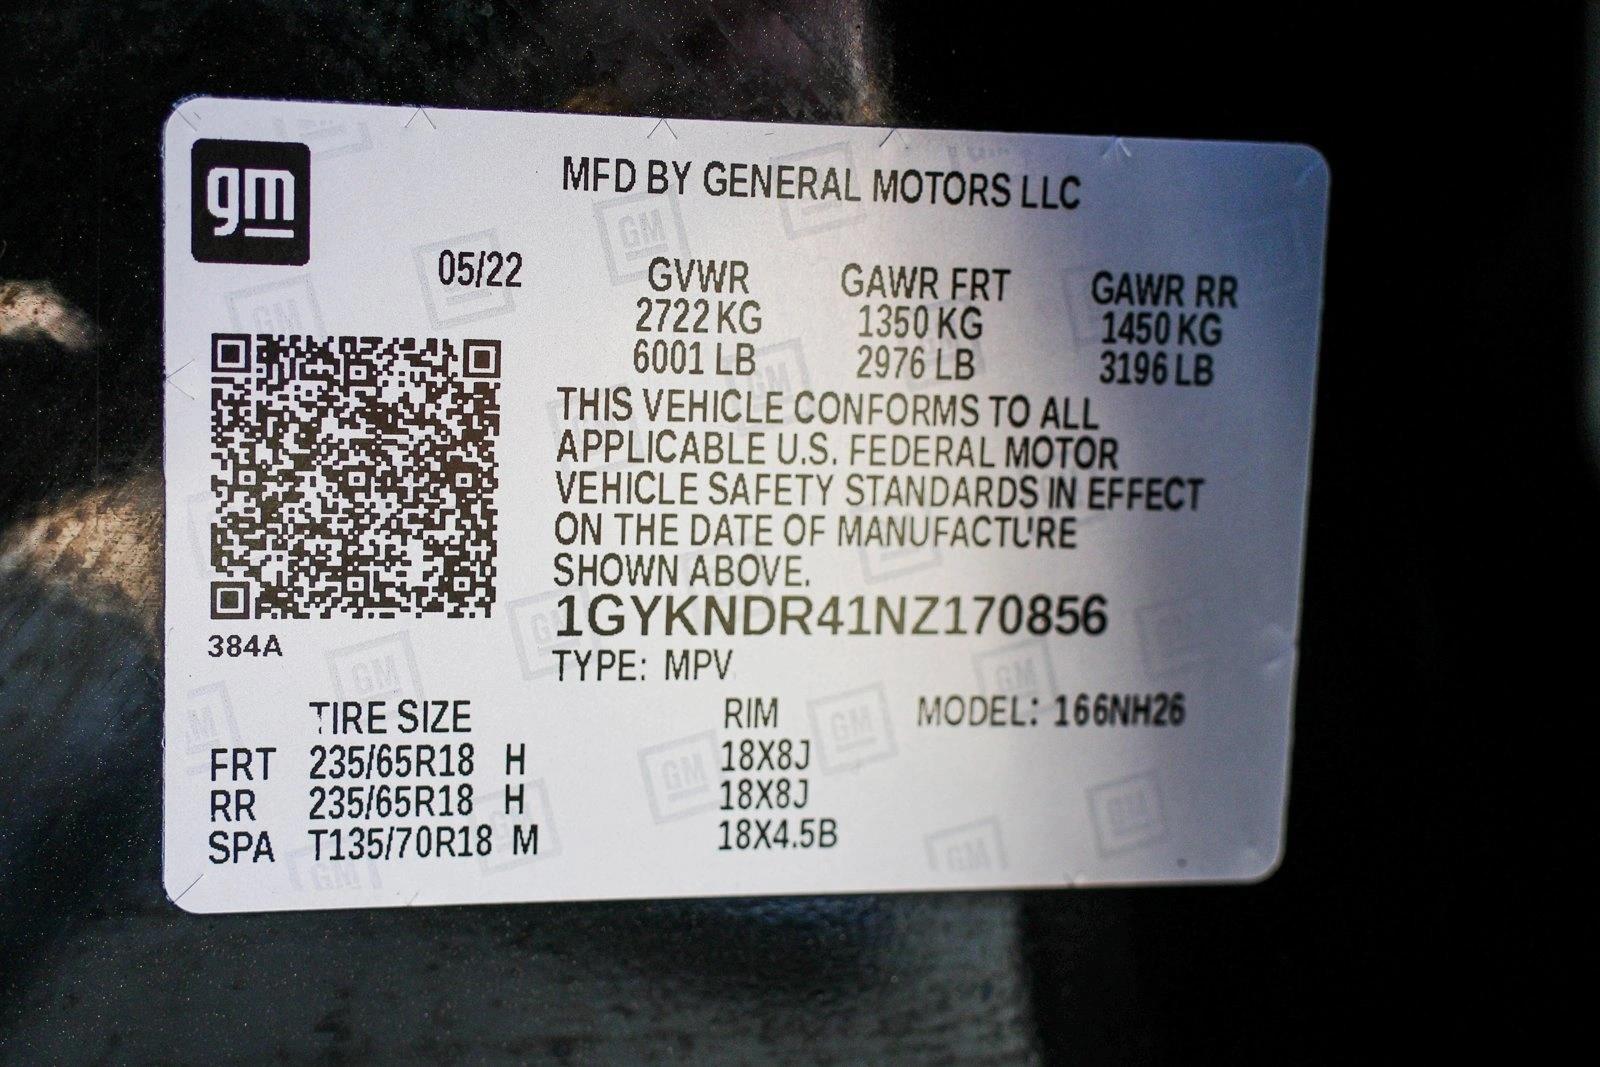 gm
MFD BY GENERAL MOTORS LLC
05/22
GVWR GAWR FRT GAWR RR
2722 KG 1350 KG 1450 KG
6001 LB 2976 LB 3196 LB
THIS VEHICLE CONFORMS TO ALL
APPLICABLE U.S. FEDERAL MOTOR
VEHICLE SAFETY STANDARDS IN EFFECT
ON THE DATE OF MANUFACTURE
SHOWN ABOVE.
1GYKNDR41NZ170856
384A
TYPE: MPV
TIRE SIZE RIM MODEL: 166NH26
FRT 235/65R18 H 18X8J
RR 235/65R18 H 18X8J
SPA T135/70R18 M 18X4.5B